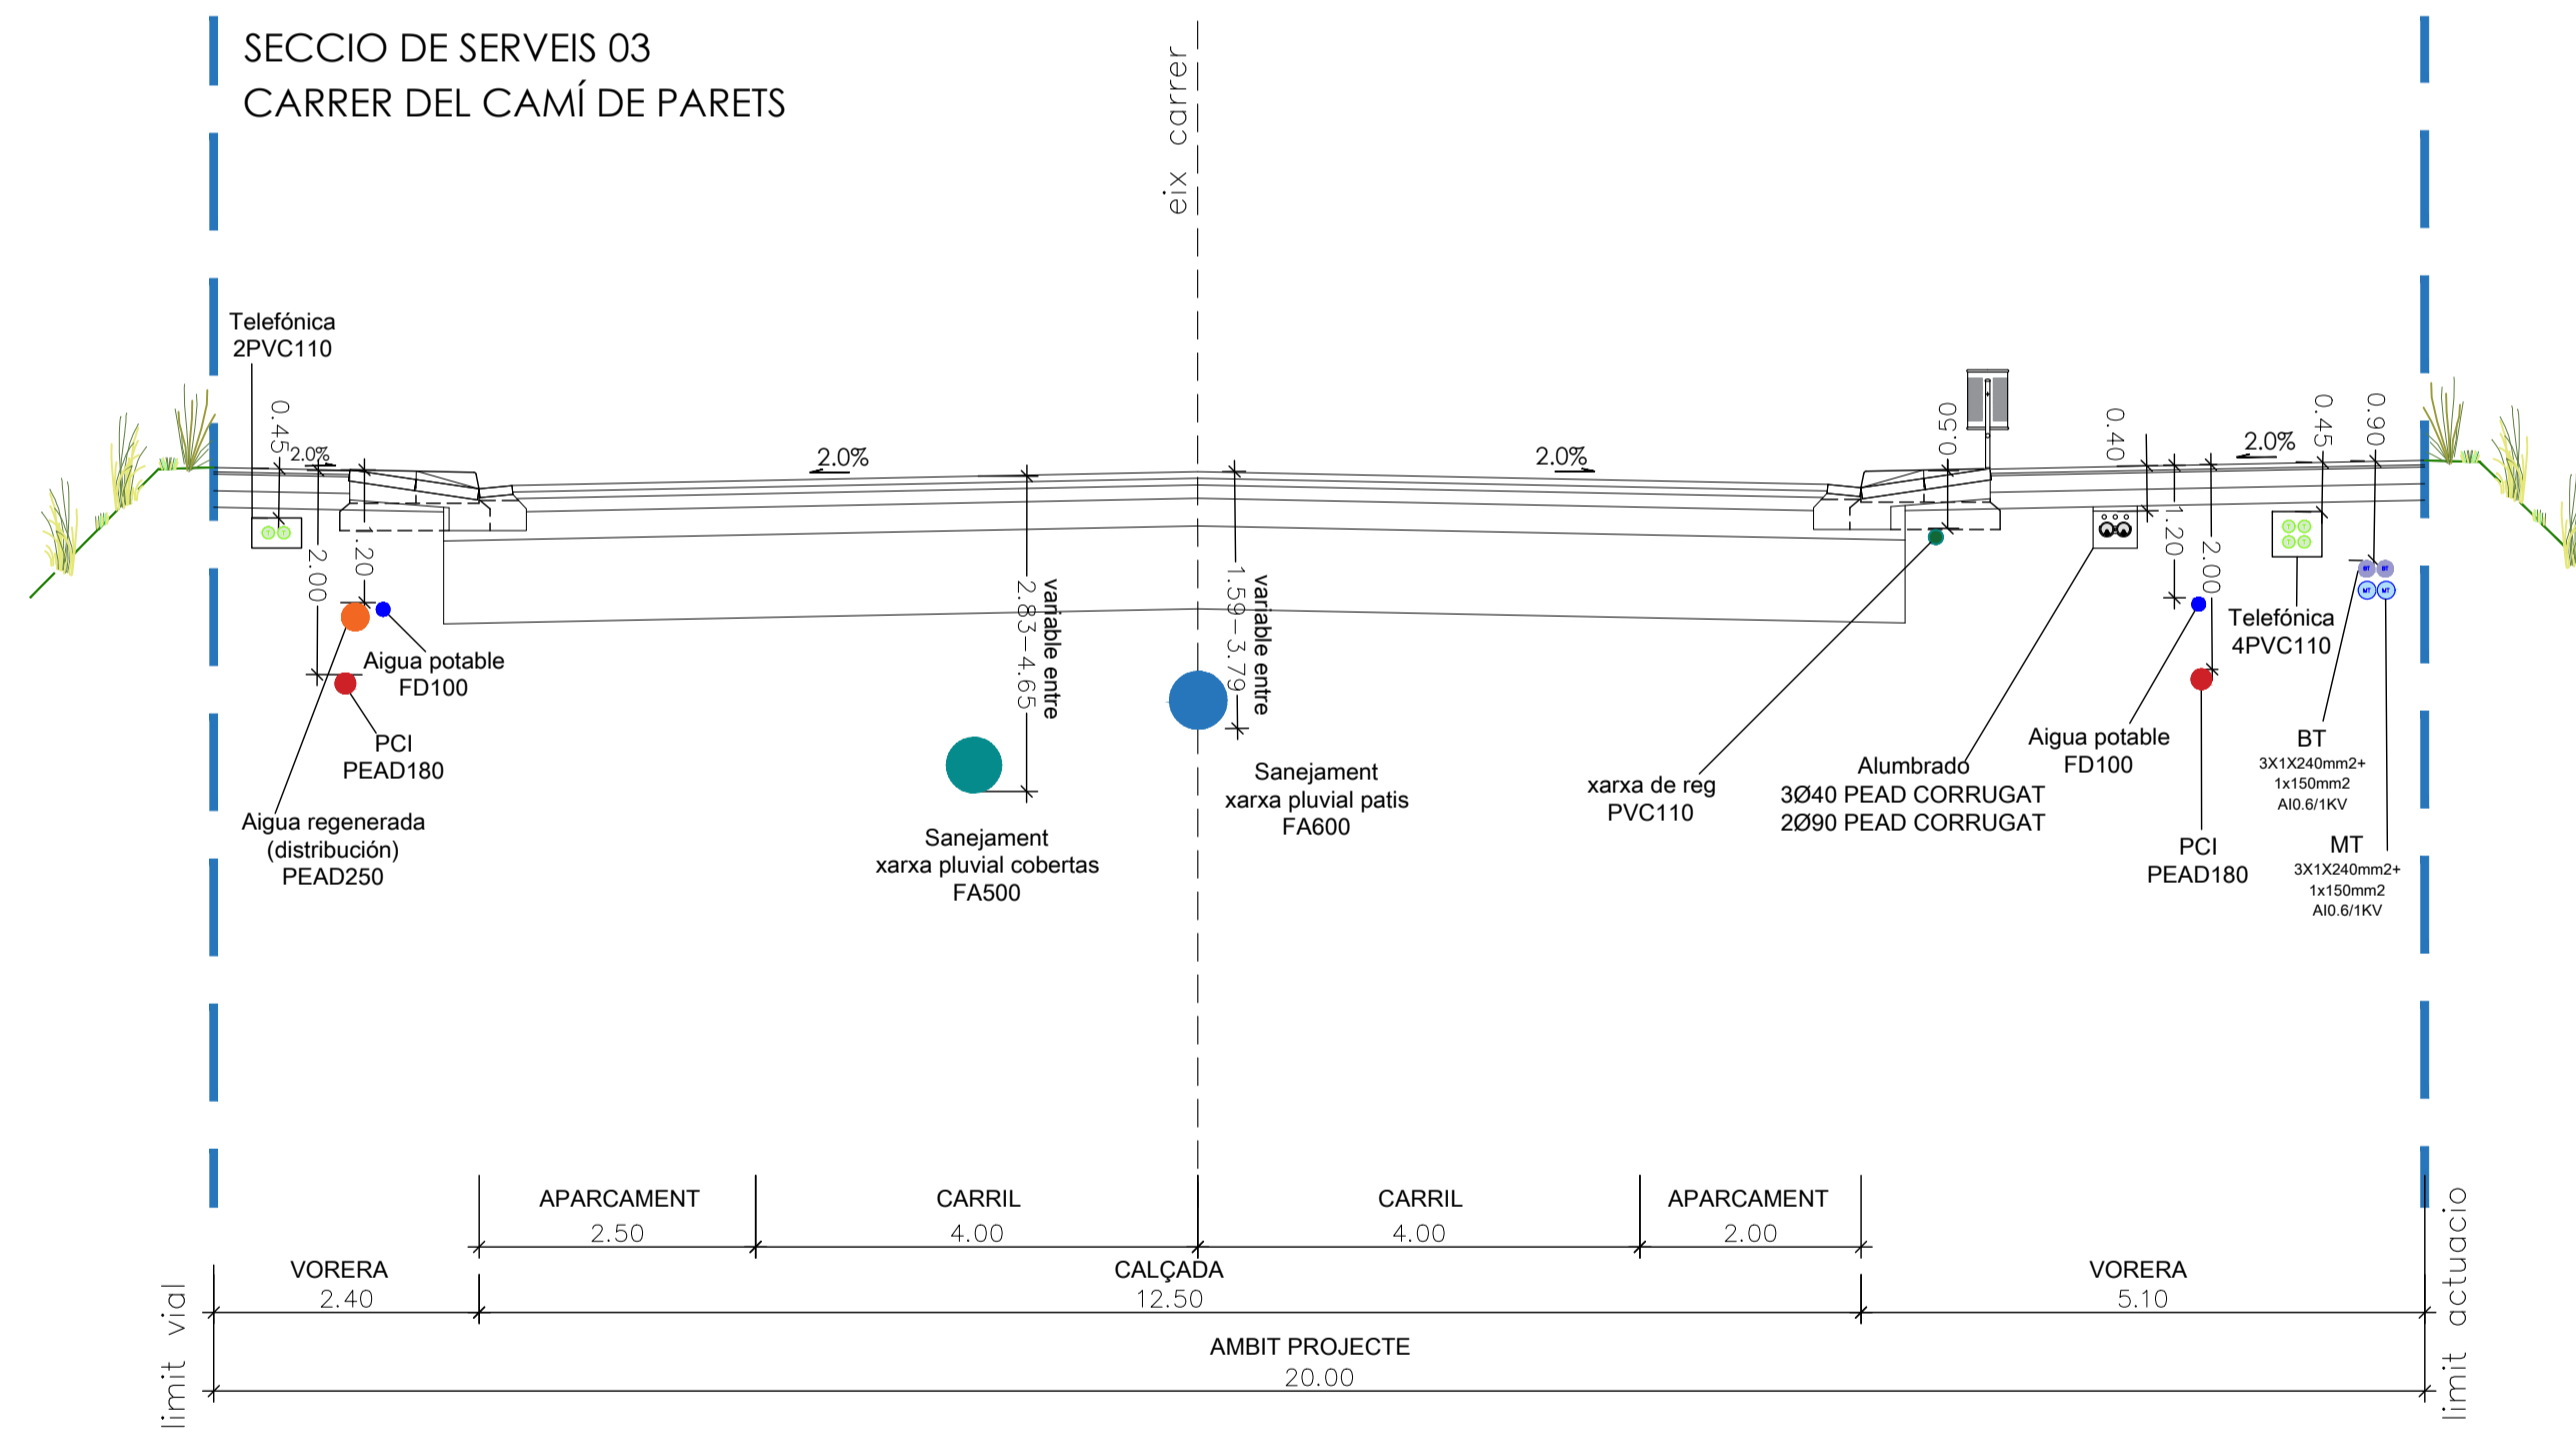 SECCIO DE SERVEIS 03
CARRER DEL CAMÍ DE PARETS
eix carrer
Telefónica
2PVC110
0.45
2.0%
2.0%
2.0%
0.50
0.40
2.0%
0.45
0.90
1.20
2.00
variable entre
2.83-4.65
variable entre
1.59-3.79
1.20
2.00
Aigua potable
FD100
PCI
PEAD180
Aigua regenerada
(distribución)
PEAD250
Sanejament
xarxa pluvial cobertas
FA500
Sanejament
xarxa pluvial patis
FA600
xarxa de reg
PVC110
Alumbrado
3Ø40 PEAD CORRUGAT
2Ø90 PEAD CORRUGAT
Aigua potable
FD100
PCI
PEAD180
Telefónica
4PVC110
BT
BT
MT
MT
BT
3X1X240mm2+
1x150mm2
Al0.6/1KV
MT
3X1X240mm2+
1x150mm2
Al0.6/1KV
APARCAMENT
2.50
CARRIL
4.00
CARRIL
4.00
APARCAMENT
2.00
VORERA
2.40
CALÇADA
12.50
VORERA
5.10
AMBIT PROJECTE
20.00
limit vial
limit actuacio